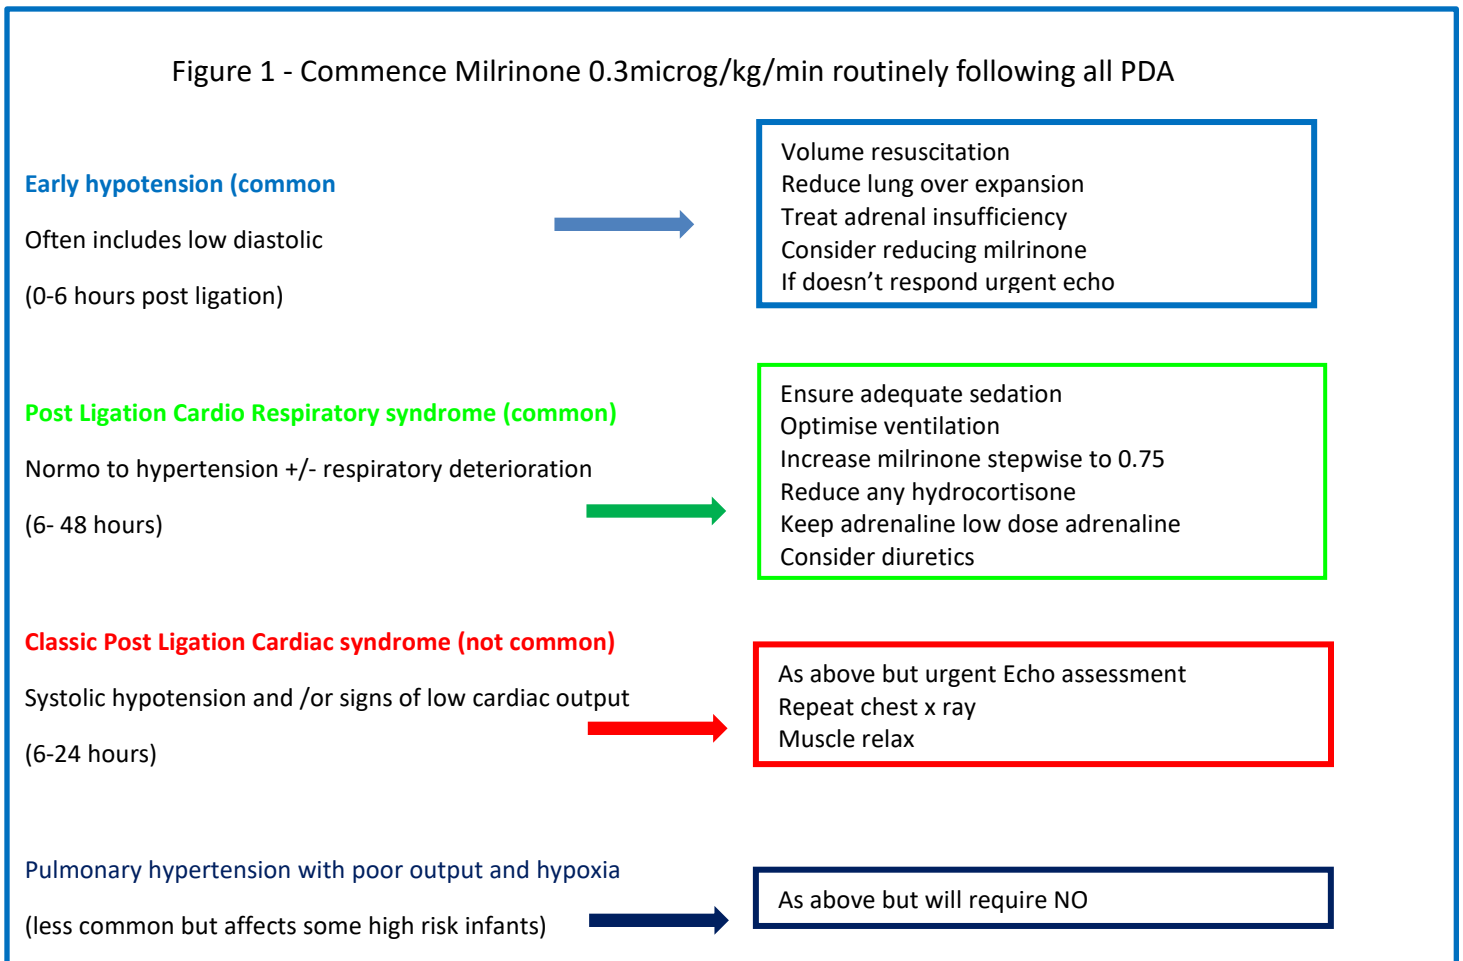 Figure 1 - Commence Milrinone 0.3microg/kg/min routinely following all PDA
Early hypotension (common
Often includes low diastolic
(0-6 hours post ligation)
Volume resuscitation
Reduce lung over expansion
Treat adrenal insufficiency
Consider reducing milrinone
If doesn’t respond urgent echo
Post Ligation Cardio Respiratory syndrome (common)
Normo to hypertension +/- respiratory deterioration
(6- 48 hours)
Ensure adequate sedation
Optimise ventilation
Increase milrinone stepwise to 0.75
Reduce any hydrocortisone
Keep adrenaline low dose adrenaline
Consider diuretics
Classic Post Ligation Cardiac syndrome (not common)
Systolic hypotension and /or signs of low cardiac output
(6-24 hours)
As above but urgent Echo assessment
Repeat chest x ray
Muscle relax
Pulmonary hypertension with poor output and hypoxia
(less common but affects some high risk infants)
As above but will require NO